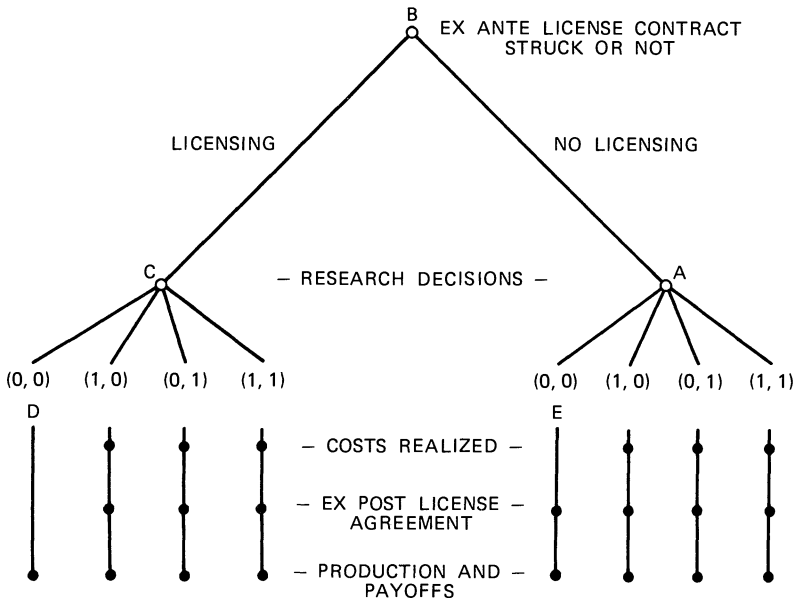 B
EX ANTE LICENSE CONTRACT
STRUCK OR NOT
LICENSING
NO LICENSING
C
– RESEARCH DECISIONS –
A
(0, 0) (1, 0) (0, 1) (1, 1)
(0, 0) (1, 0) (0, 1) (1, 1)
D
E
– COSTS REALIZED –
– EX POST LICENSE –
AGREEMENT
– PRODUCTION AND –
PAYOFFS